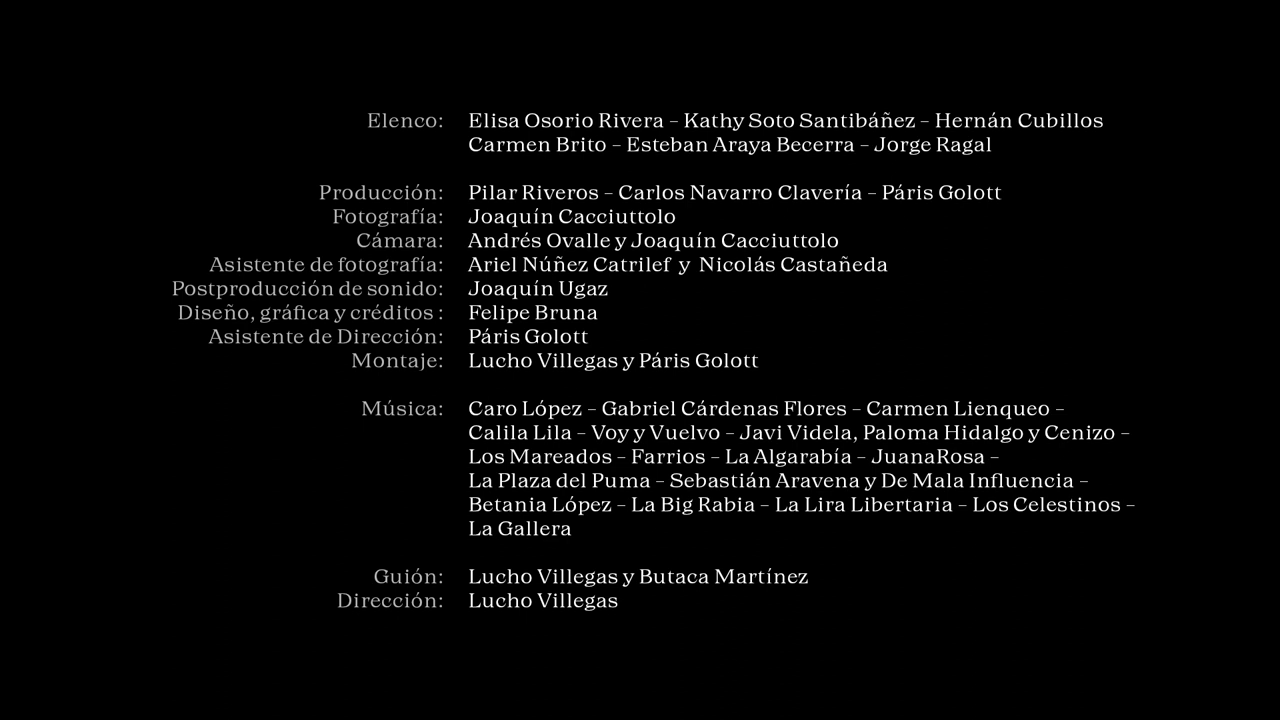 Elenco: Elisa Osorio Rivera – Kathy Soto Santibáñez – Hernán Cubillos
Carmen Brito – Esteban Araya Becerra – Jorge Ragal
Producción: Pilar Riveros – Carlos Navarro Clavería – Páris Golott
Fotografía: Joaquín Cacciuttolo
Cámara: Andrés Ovalle y Joaquín Cacciuttolo
Asistente de fotografía: Ariel Núñez Catrilef y Nicolás Castañeda
Postproducción de sonido: Joaquín Ugaz
Diseño, gráfica y créditos : Felipe Bruna
Asistente de Dirección: Páris Golott
Montaje: Lucho Villegas y Páris Golott
Música: Caro López – Gabriel Cárdenas Flores – Carmen Lienqueo –
Calila Lila – Voy y Vuelvo – Javi Videla, Paloma Hidalgo y Cenizo –
Los Mareados – Farrios – La Algarabía – JuanaRosa –
La Plaza del Puma – Sebastián Aravena y De Mala Influencia –
Betania López – La Big Rabia – La Lira Libertaria – Los Celestinos –
La Gallera
Guión: Lucho Villegas y Butaca Martínez
Dirección: Lucho Villegas